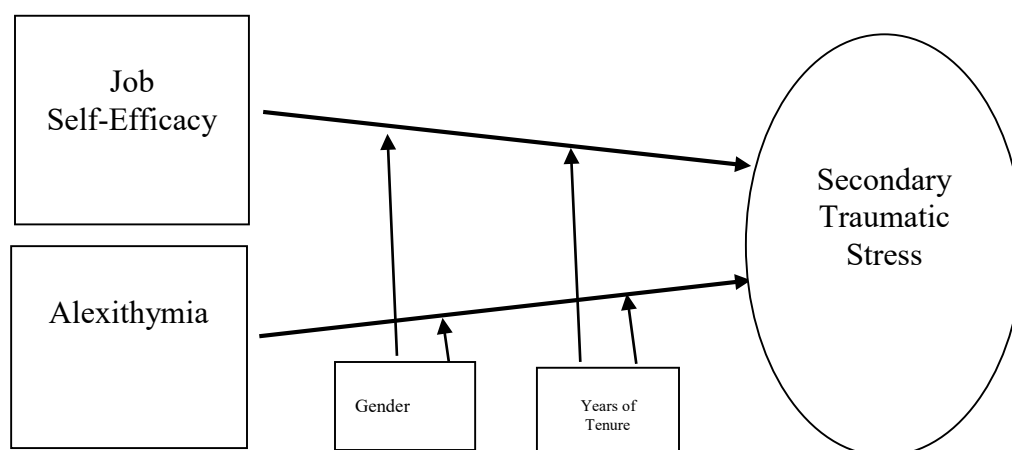 Job
Self-Efficacy
Secondary
Traumatic
Stress
Alexithymia
Gender
Years of
Tenure